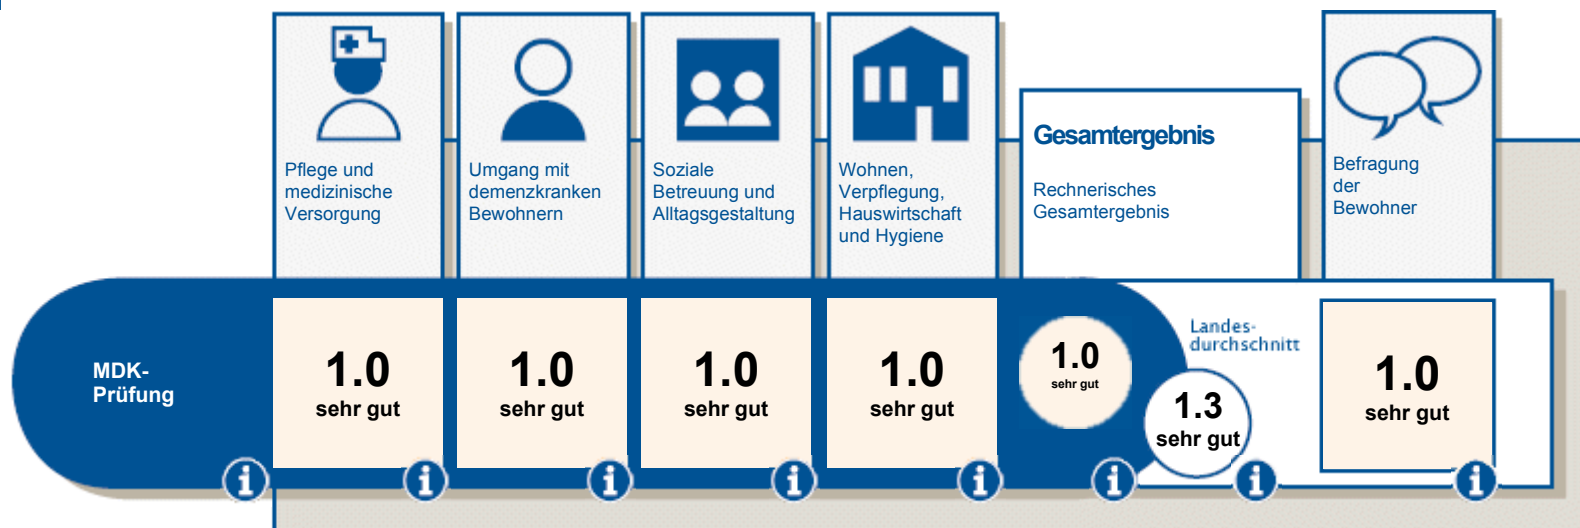 Pflege und
medizinische
Versorgung
Umgang mit
demenzkranken
Bewohnern
Soziale
Betreuung und
Alltagsgestaltung
Wohnen,
Verpflegung,
Hauswirtschaft
und Hygiene
Gesamtergebnis
Rechnerisches
Gesamtergebnis
Befragung
der
Bewohner
MDK-
Prüfung
1.0
sehr gut
1.0
sehr gut
1.0
sehr gut
1.0
sehr gut
1.0
sehr gut
Landes-
durchschnitt
1.3
sehr gut
1.0
sehr gut
i
i
i
i
i
i
i
i